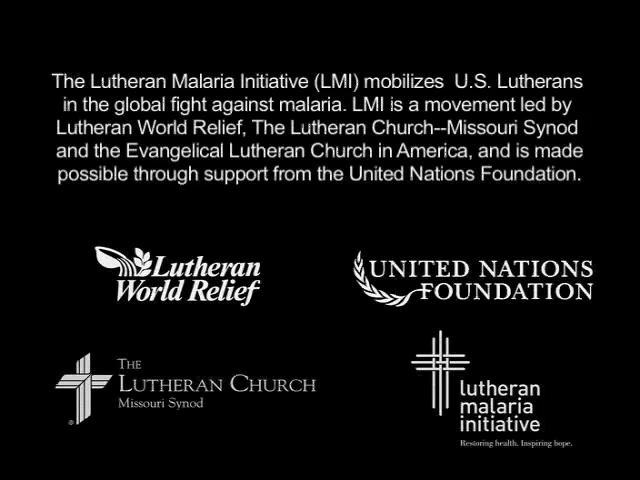 The Lutheran Malaria Initiative (LMI) mobilizes  U.S. Lutherans
in the global fight against malaria. LMI is a movement led by
Lutheran World Relief, The Lutheran Church--Missouri Synod
and the Evangelical Lutheran Church in America, and is made
possible through support from the United Nations Foundation.
Lutheran
World Relief
UNITED NATIONS
FOUNDATION
THE
LUTHERAN CHURCH
Missouri Synod
®
lutheran
malaria
initiative
Restoring health. Inspiring hope.